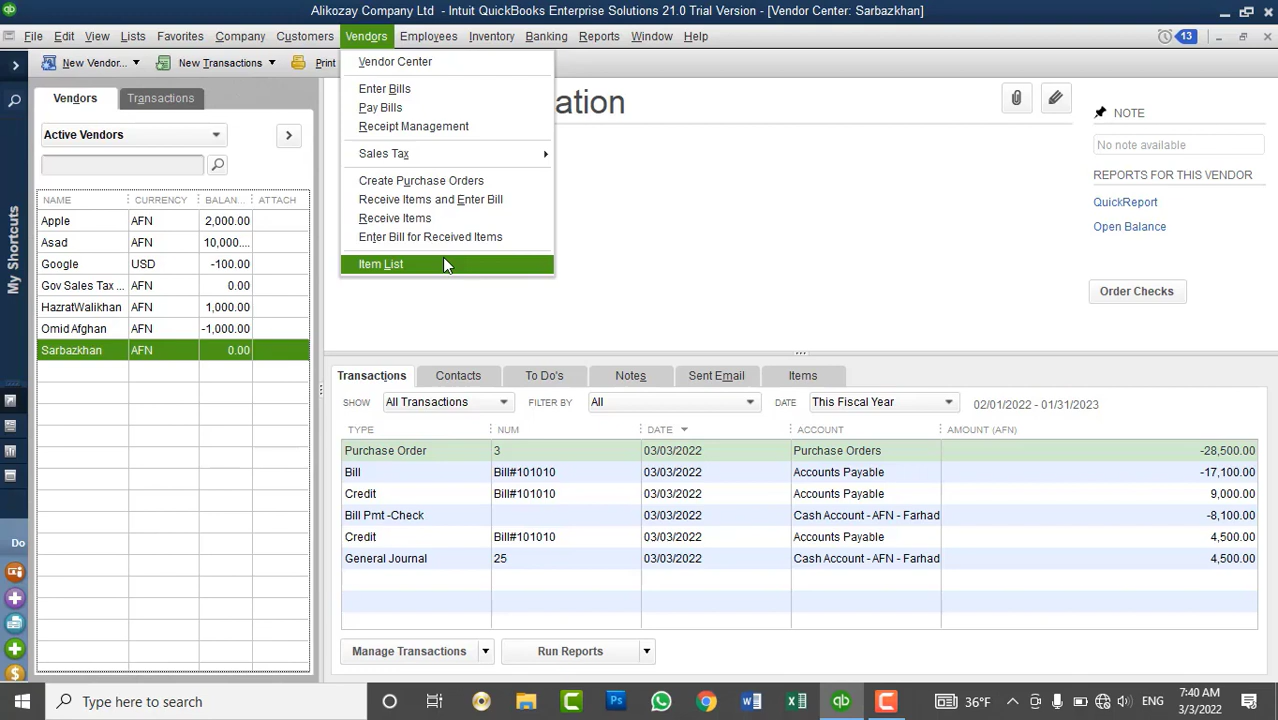 Alikozay Company Ltd - Intuit QuickBooks Enterprise Solutions 21.0 Trial Version - [Vendor Center: Sarbazkhan]
File Edit View Lists Favorites Company Customers Vendors Employees Inventory Banking Reports Window Help 13
New Vendor... New Transactions Print
Vendor Center
Enter Bills
Pay Bills
Receipt Management
Sales Tax
Create Purchase Orders
Receive Items and Enter Bill
Receive Items
Enter Bill for Received Items
Item List
My Shortcuts
Do
Vendors Transactions
Active Vendors
NAME CURRENCY BALAN... ATTACH
Apple AFN 2,000.00
Asad AFN 10,000....
Google USD -100.00
Gov Sales Tax ... AFN 0.00
HazratWalikhan AFN 1,000.00
Omid Afghan AFN -1,000.00
Sarbazkhan AFN 0.00
ation
NOTE
No note available
REPORTS FOR THIS VENDOR
QuickReport
Open Balance
Order Checks
Transactions Contacts To Do's Notes Sent Email Items
SHOW All Transactions FILTER BY All DATE This Fiscal Year 02/01/2022 - 01/31/2023
TYPE NUM DATE ACCOUNT AMOUNT (AFN)
Purchase Order 3 03/03/2022 Purchase Orders -28,500.00
Bill Bill#101010 03/03/2022 Accounts Payable -17,100.00
Credit Bill#101010 03/03/2022 Accounts Payable 9,000.00
Bill Pmt -Check 03/03/2022 Cash Account - AFN - Farhad -8,100.00
Credit Bill#101010 03/03/2022 Accounts Payable 4,500.00
General Journal 25 03/03/2022 Cash Account - AFN - Farhad 4,500.00
Manage Transactions Run Reports
Type here to search
36°F ENG 7:40 AM
3/3/2022